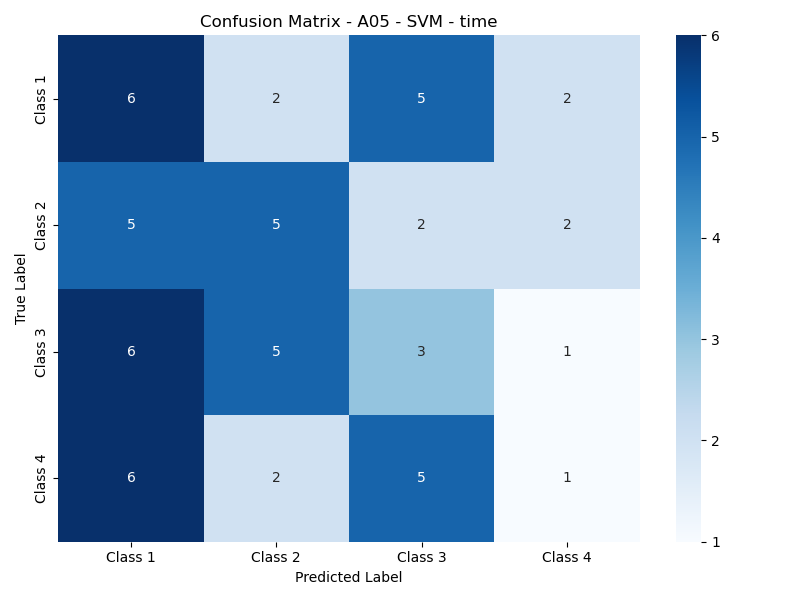 Confusion Matrix - A05 - SVM - time
True Label
Class 1
6 2 5 2
Class 2
5 5 2 2
Class 3
6 5 3 1
Class 4
6 2 5 1
Class 1 Class 2 Class 3 Class 4
Predicted Label
6
5
4
3
2
1